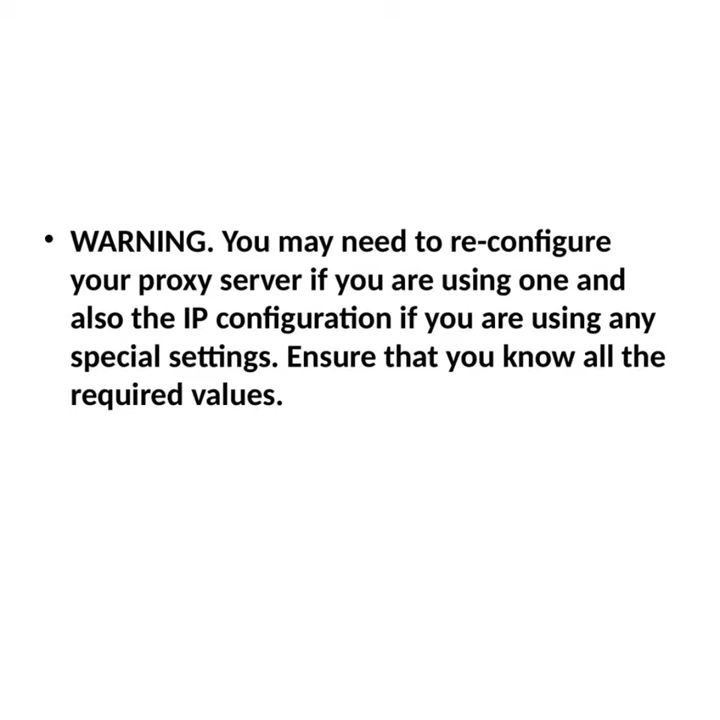 • WARNING. You may need to re-configure
your proxy server if you are using one and
also the IP configuration if you are using any
special settings. Ensure that you know all the
required values.